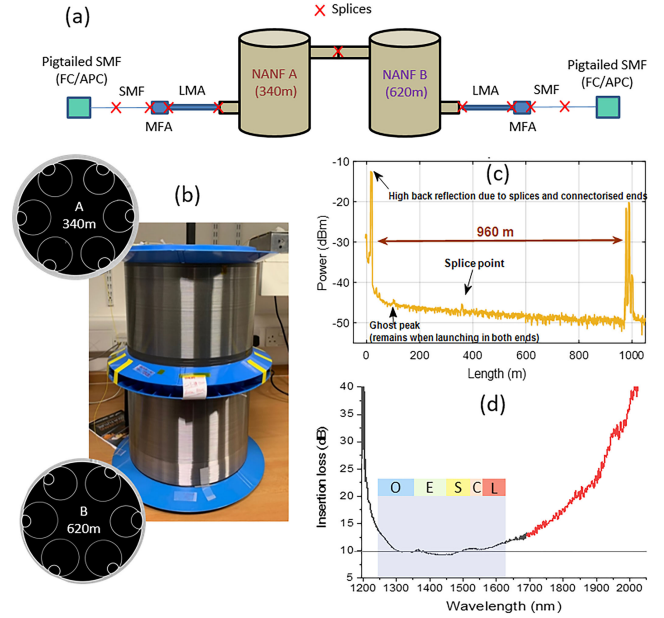 (a)
Splices
Pigtailed SMF
(FC/APC)
SMF
LMA
MFA
NANF A
(340m)
NANF B
(620m)
LMA
SMF
MFA
Pigtailed SMF
(FC/APC)
A
340m
B
620m
(b)
(c)
High back reflection due to splices and connectorised ends
960 m
Splice point
Ghost peak
(remains when launching in both ends)
Power (dBm)
-10
-20
-30
-40
-50
0
200
400
600
800
1000
Length (m)
(d)
O E S C L
Insertion loss (dB)
40
35
30
25
20
15
10
5
1200 1300 1400 1500 1600 1700 1800 1900 2000
Wavelength (nm)